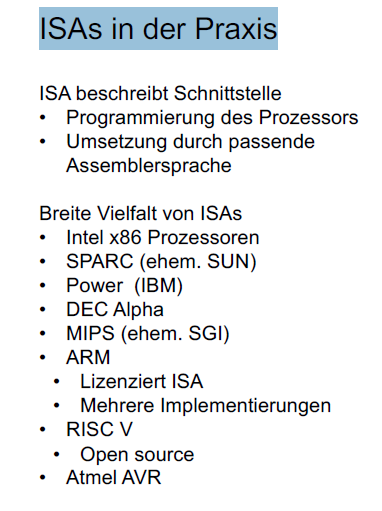 ISAs in der Praxis
ISA beschreibt Schnittstelle
• Programmierung des Prozessors
• Umsetzung durch passende
Assemblersprache
Breite Vielfalt von ISAs
• Intel x86 Prozessoren
• SPARC (ehem. SUN)
• Power (IBM)
• DEC Alpha
• MIPS (ehem. SGI)
• ARM
• Lizenziert ISA
• Mehrere Implementierungen
• RISC V
• Open source
• Atmel AVR